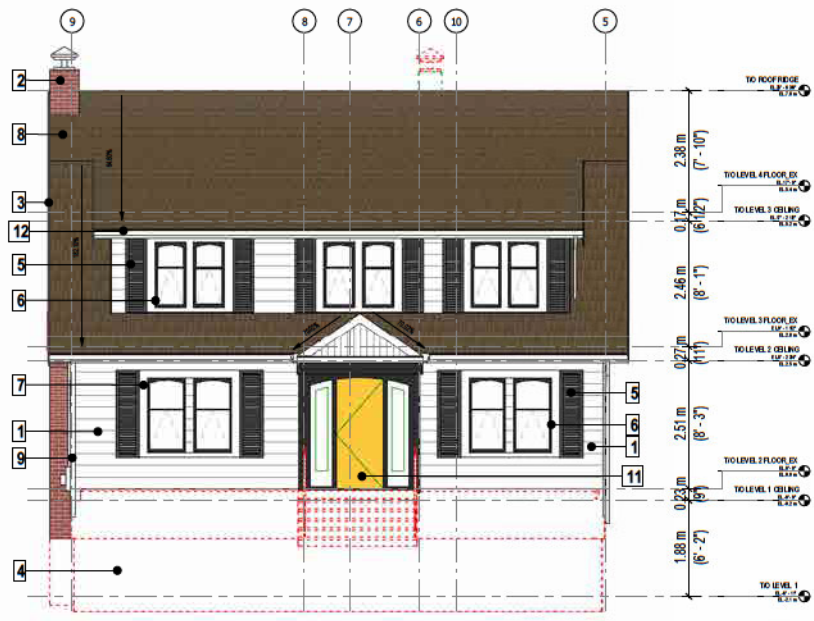 9 8 7 6 10 5
2
T/O ROOF RIDGE
8
2.38 m
(7' - 10")
T/O LEVEL 4 FLOOR_EX
3
0.17 m
(6 1/2")
T/O LEVEL 3 CEILING
12
5
2.46 m
(8' - 1")
6
T/O LEVEL 3 FLOOR_EX
0.27 m
(11")
T/O LEVEL 2 CEILING
7
5
1
2.51 m
(8' - 3")
6
1
9
11
T/O LEVEL 2 FLOOR_EX
0.23 m
(9")
T/O LEVEL 1 CEILING
4
1.88 m
(6' - 2")
T/O LEVEL 1